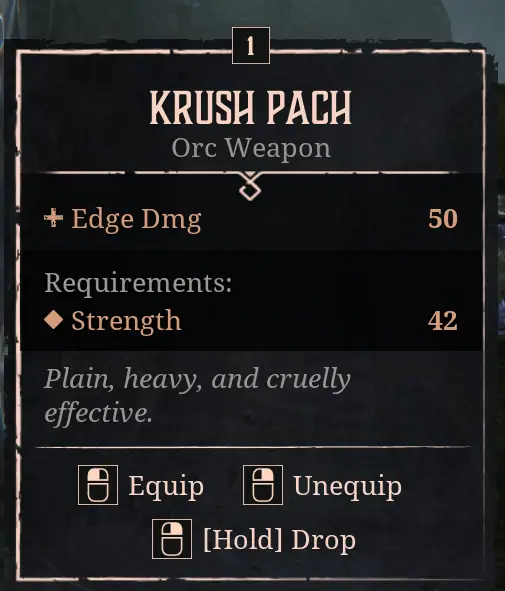 1
KRUSH PACH
Orc Weapon
Edge Dmg 50
Requirements:
Strength 42
Plain, heavy, and cruelly
effective.
Equip Unequip
[Hold] Drop